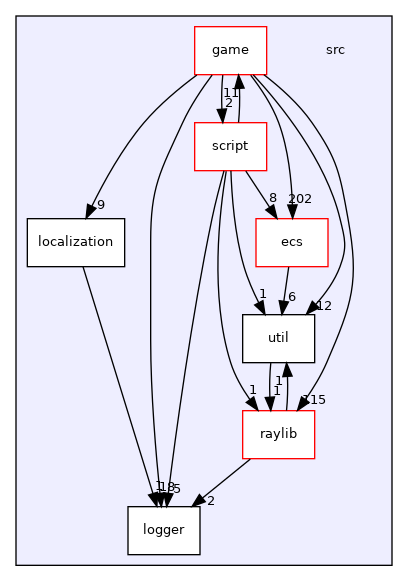 game
src
11
2
script
9
8
202
localization
ecs
1
6
12
util
1
1
1
115
raylib
1
18
5
2
logger